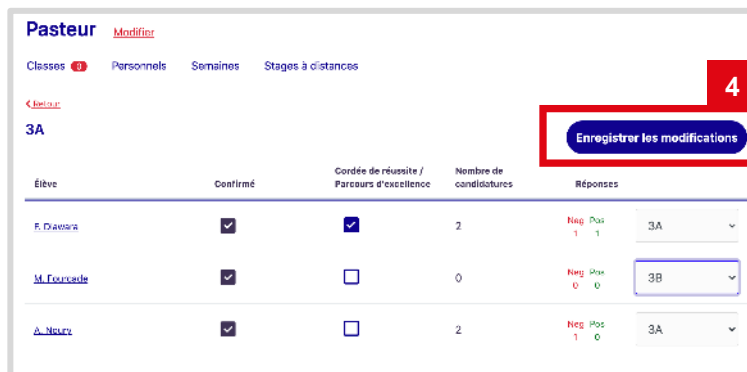 Pasteur Modifier
Classes 3 Personnels Semaines Stages à distances
4
< Retour
3A
Enregistrer les modifications
Élève Confirmé Cordée de réussite / Parcours d'excellence Nombre de candidatures Réponses
F. Diawara 2 Neg 1 Pos 1 3A
M. Fourcade 0 Neg 0 Pos 0 3B
A. Noury 2 Neg 1 Pos 0 3A